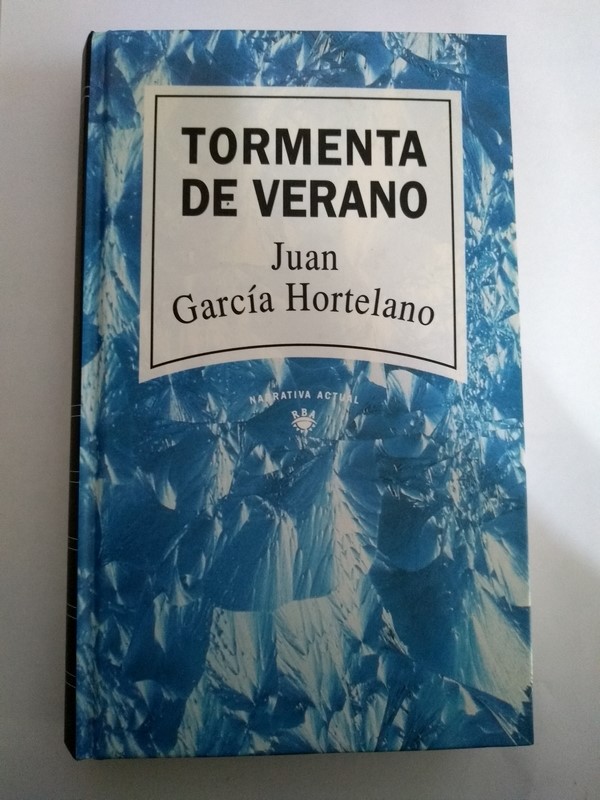 TORMENTA
DE VERANO
Juan
García Hortelano
NARRATIVA ACTUAL
RBA